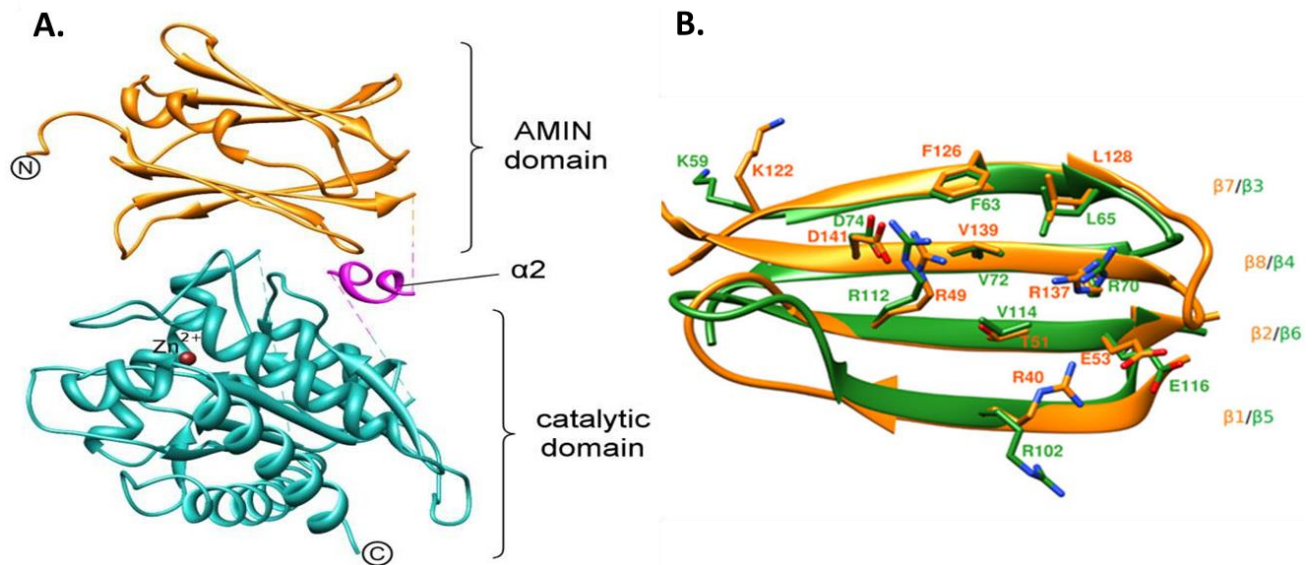 A.
N
AMIN
domain
α2
Zn2+
catalytic
domain
C
B.
K59
K122
F126
L128
F63
L65
β7/β3
D74
D141
V139
V72
R137
R70
β8/β4
R112
R49
V114
T51
E53
β2/β6
R40
E116
R102
β1/β5